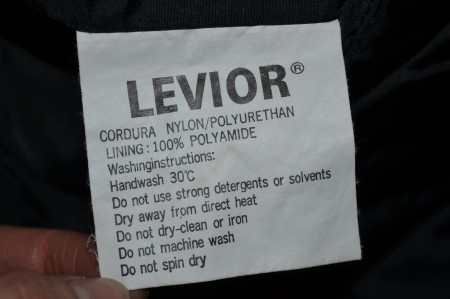 LEVIOR®
CORDURA NYLON/POLYURETHAN
LINING: 100% POLYAMIDE
Washinginstructions:
Handwash 30℃
Do not use strong detergents or solvents
Dry away from direct heat
Do not dry-clean or iron
Do not machine wash
Do not spin dry